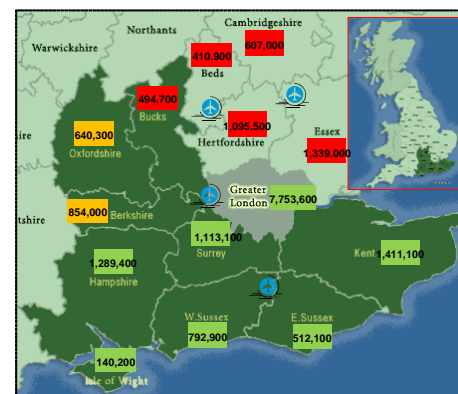 Cambridgeshire
Northants
607,000
Warwickshire
410,900
Beds
494,700
Bucks
1,095,500
Hertfordshire
Essex
1,339,000
640,300
Oxfordshire
ire
Greater
London
7,753,600
854,000
Berkshire
tshire
1,113,100
Surrey
Kent
1,411,100
1,289,400
Hampshire
W.Sussex
792,900
E.Sussex
512,100
140,200
Isle of Wight